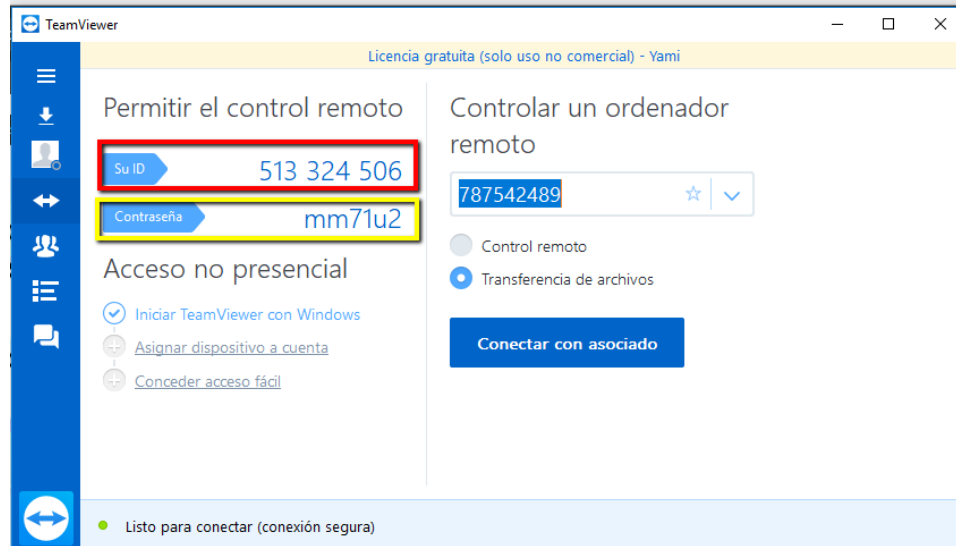 TeamViewer
Licencia gratuita (solo uso no comercial) - Yami
Permitir el control remoto
Su ID 513 324 506
Contraseña mm71u2
Acceso no presencial
Iniciar TeamViewer con Windows
Asignar dispositivo a cuenta
Conceder acceso fácil
Controlar un ordenador
remoto
787542489
Control remoto
Transferencia de archivos
Conectar con asociado
Listo para conectar (conexión segura)